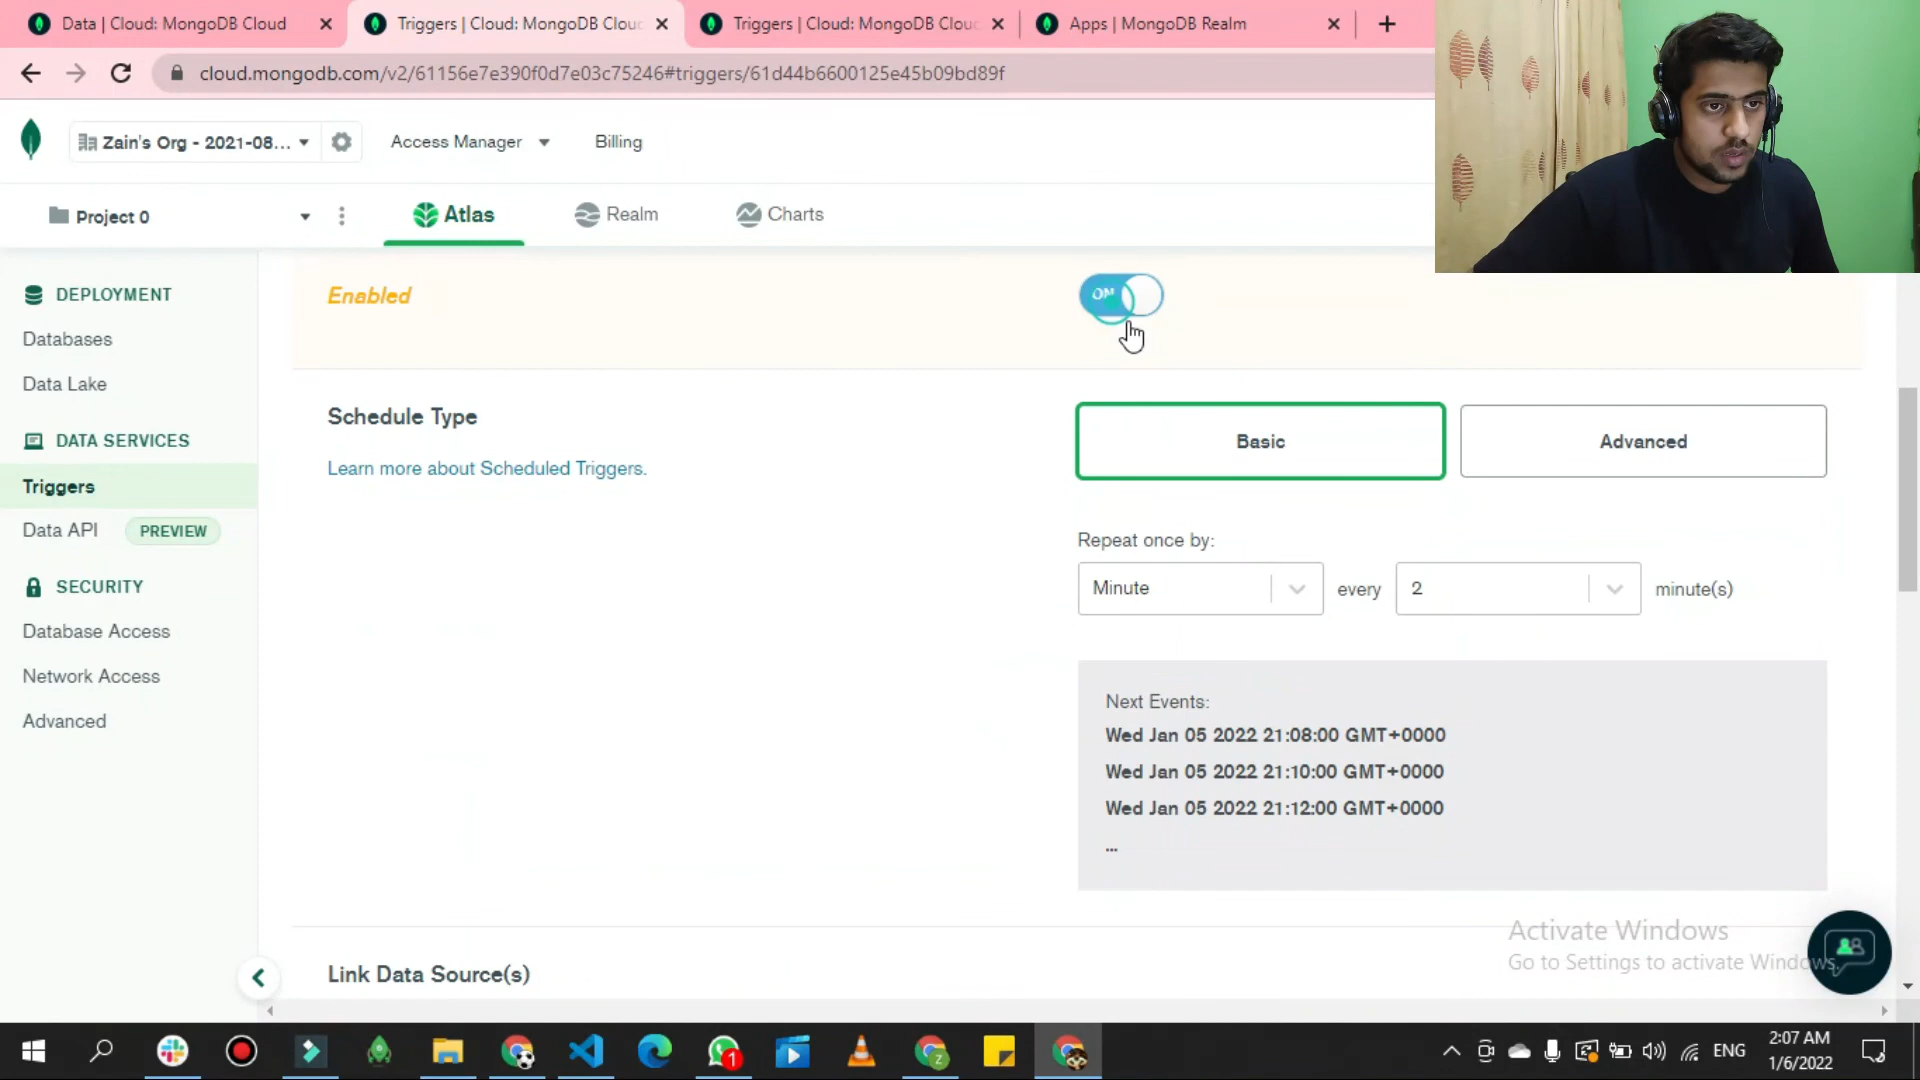 Data | Cloud: MongoDB Cloud
Triggers | Cloud: MongoDB Clouc
Triggers | Cloud: MongoDB Clouc
Apps | MongoDB Realm
cloud.mongodb.com/v2/61156e7e390f0d7e03c75246#triggers/61d44b6600125e45b09bd89f
Zain's Org - 2021-08...
Access Manager
Billing
Project 0
Atlas
Realm
Charts
DEPLOYMENT
Databases
Data Lake
DATA SERVICES
Triggers
Data API PREVIEW
SECURITY
Database Access
Network Access
Advanced
Enabled
ON
Schedule Type
Learn more about Scheduled Triggers.
Basic
Advanced
Repeat once by:
Minute every 2 minute(s)
Next Events:
Wed Jan 05 2022 21:08:00 GMT+0000
Wed Jan 05 2022 21:10:00 GMT+0000
Wed Jan 05 2022 21:12:00 GMT+0000
...
Link Data Source(s)
Activate Windows
Go to Settings to activate Windows.
1
z
ENG
2:07 AM
1/6/2022